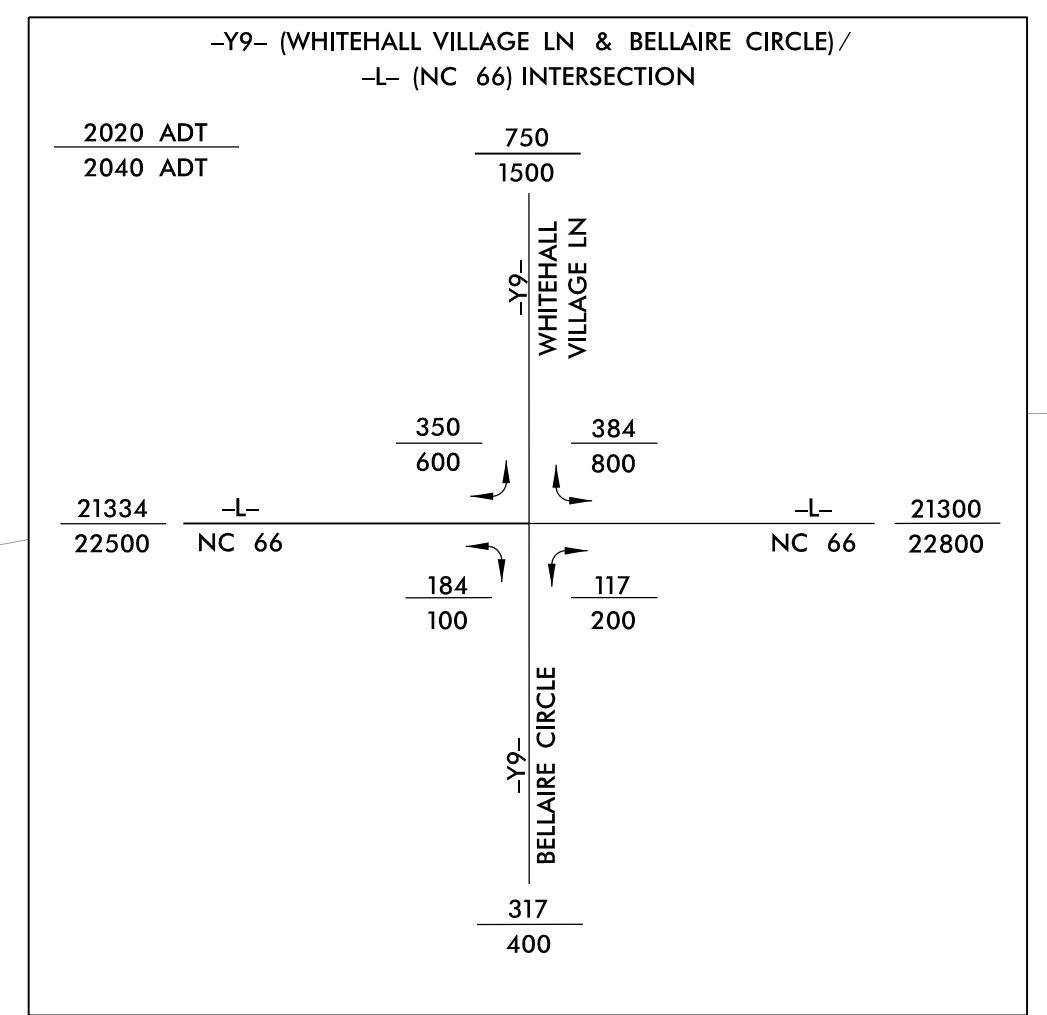 -Y9- (WHITEHALL VILLAGE LN & BELLAIRE CIRCLE)/
-L- (NC 66) INTERSECTION
2020 ADT
2040 ADT
750
1500
-Y9-
WHITEHALL
VILLAGE LN
350
600
384
800
21334
22500
-L-
NC 66
-L-
NC 66
21300
22800
184
100
117
200
-Y9-
BELLAIRE CIRCLE
317
400